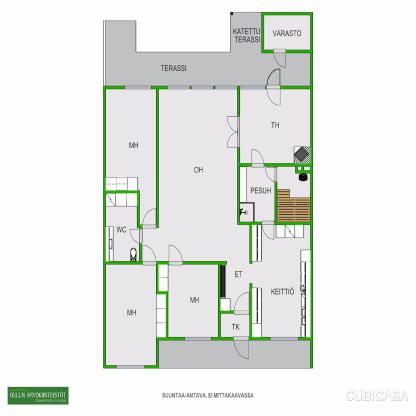 KATETTU
TERASSI
VARASTO
TERASSI
MH
TH
OH
PESUH
WC
ET
KEITTIÖ
MH
MH
TK
OULUN ARVOKIINTEISTÖT
SUUNTAA-ANTAVA, EI MITTAKAAVASSA
CUBICASA